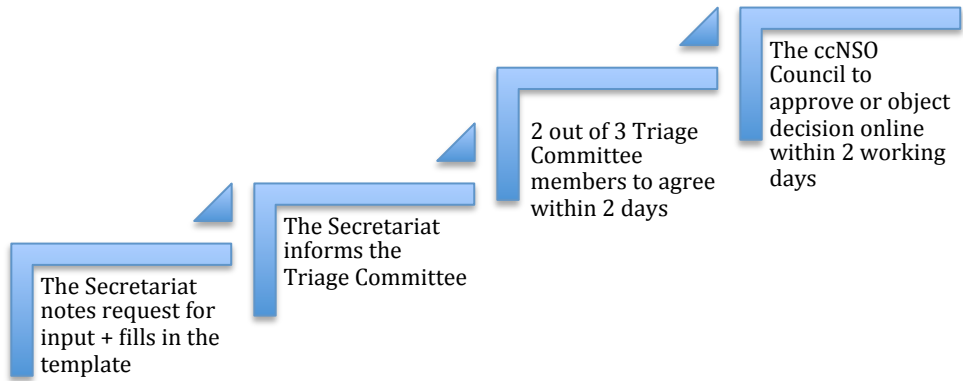 The Secretariat
notes request for
input + fills in the
template
The Secretariat
informs the
Triage Committee
2 out of 3 Triage
Committee
members to agree
within 2 days
The ccNSO
Council to
approve or object
decision online
within 2 working
days